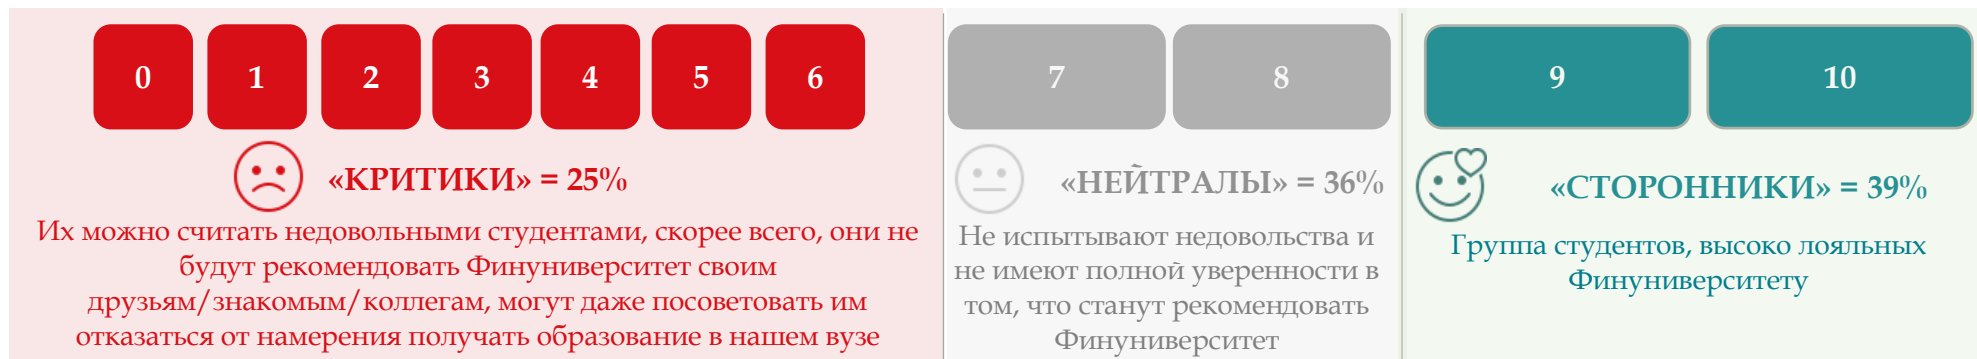 0 1 2 3 4 5 6
«КРИТИКИ» = 25%
Их можно считать недовольными студентами, скорее всего, они не
будут рекомендовать Финуниверситет своим
друзьям/знакомым/коллегам, могут даже посоветовать им
отказаться от намерения получать образование в нашем вузе
7 8
«НЕЙТРАЛЫ» = 36%
Не испытывают недовольства и
не имеют полной уверенности в
том, что станут рекомендовать
Финуниверситет
9 10
«СТОРОННИКИ» = 39%
Группа студентов, высоко лояльных
Финуниверситету